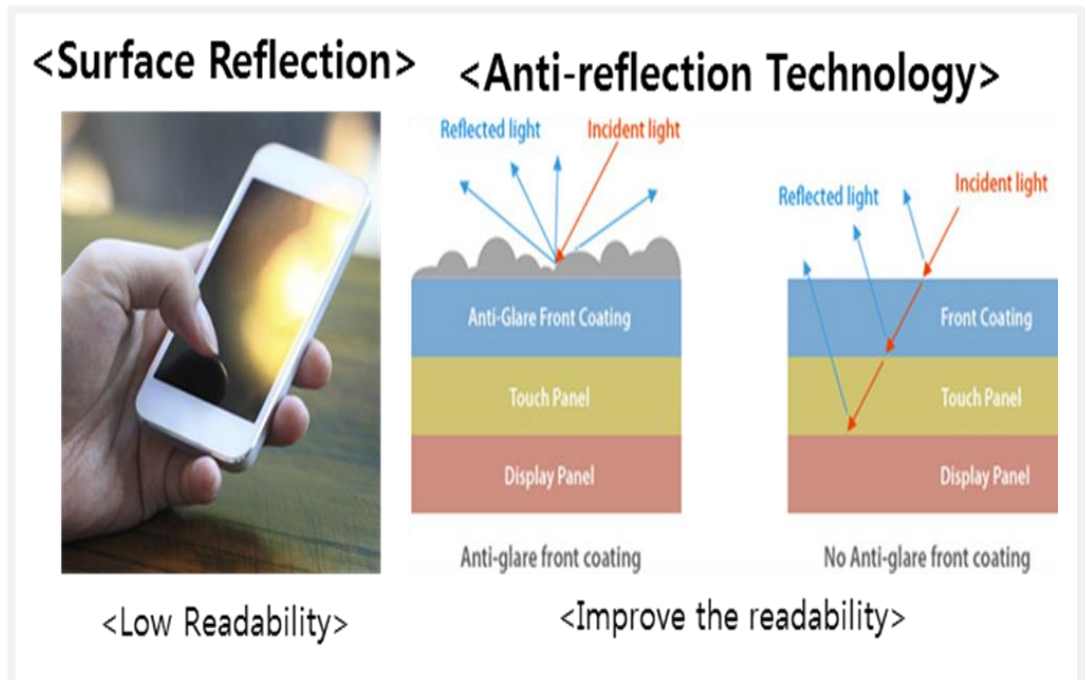 <Surface Reflection>
<Anti-reflection Technology>
Reflected light
Incident light
Reflected light
Incident light
Anti-Glare Front Coating
Touch Panel
Display Panel
Front Coating
Touch Panel
Display Panel
Anti-glare front coating
No Anti-glare front coating
<Low Readability>
<Improve the readability>